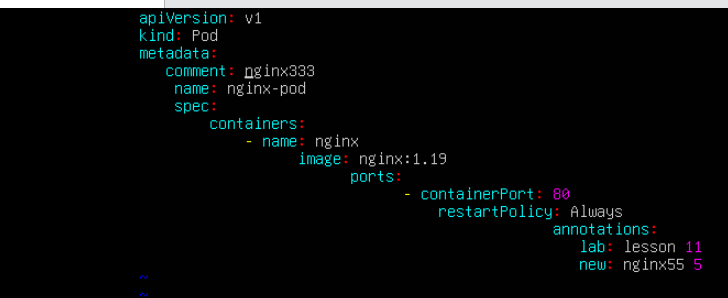 apiVersion: v1
kind: Pod
metadata:
comment: nginx333
name: nginx-pod
spec:
containers:
- name: nginx
image: nginx:1.19
ports:
- containerPort: 80
restartPolicy: Always
annotations:
lab: lesson 11
new: nginx55 5
~
~